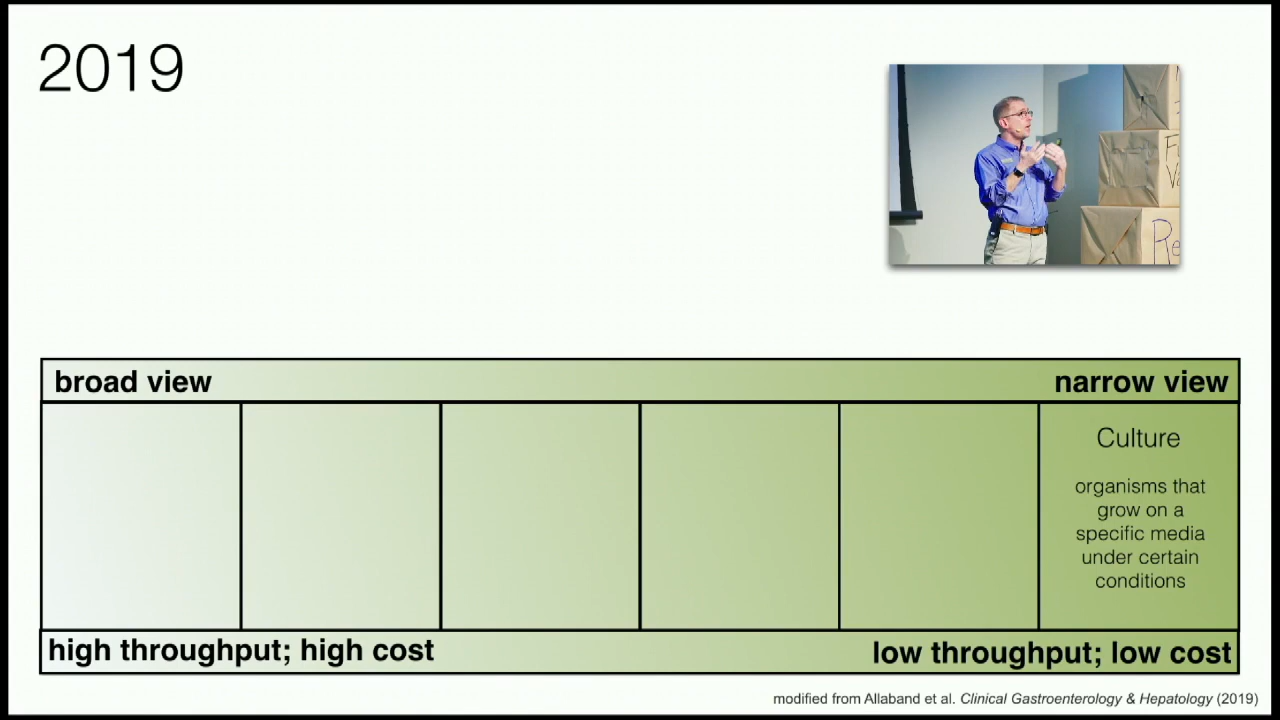 2019
broad view
narrow view
Culture
organisms that
grow on a
specific media
under certain
conditions
high throughput; high cost
low throughput; low cost
modified from Allaband et al. Clinical Gastroenterology & Hepatology (2019)